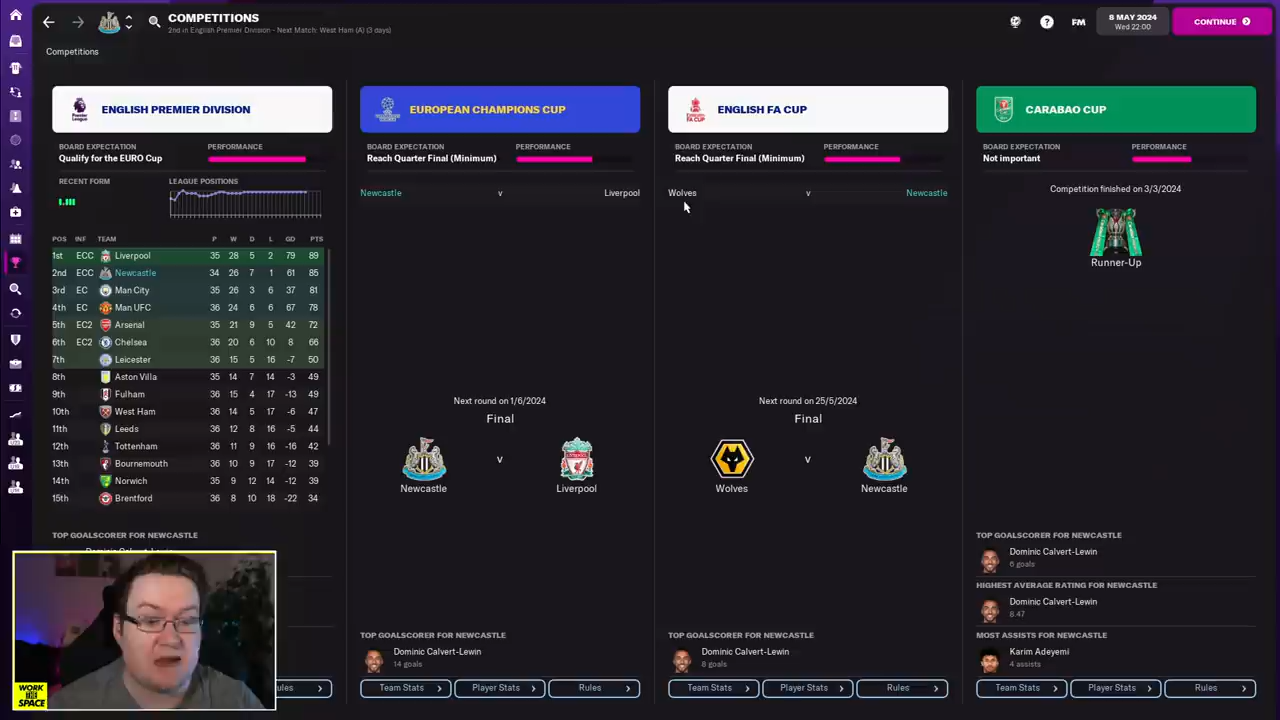 COMPETITIONS
2nd in English Premier Division - Next Match: West Ham (A) (3 days)
FM
8 MAY 2024
Wed 22:00
CONTINUE
Competitions
ENGLISH PREMIER DIVISION
BOARD EXPECTATION
Qualify for the EURO Cup
PERFORMANCE
RECENT FORM
LEAGUE POSITIONS
POS INF TEAM P W D L GD PTS
1st ECC Liverpool 35 28 5 2 79 89
2nd ECC Newcastle 34 26 7 1 61 85
3rd EC Man City 35 26 3 6 37 81
4th EC Man UFC 36 24 6 6 67 78
5th EC2 Arsenal 35 21 9 5 42 72
6th EC2 Chelsea 36 20 6 10 8 66
7th Leicester 36 15 5 16 -7 50
8th Aston Villa 35 14 7 14 -3 49
9th Fulham 36 15 4 17 -13 49
10th West Ham 36 14 5 17 -6 47
11th Leeds 36 12 8 16 -5 44
12th Tottenham 36 11 9 16 -16 42
13th Bournemouth 36 10 9 17 -12 39
14th Norwich 35 9 12 14 -12 39
15th Brentford 36 8 10 18 -22 34
TOP GOALSCORER FOR NEWCASTLE
WORK THE SPACE
EUROPEAN CHAMPIONS CUP
BOARD EXPECTATION
Reach Quarter Final (Minimum)
PERFORMANCE
Newcastle v Liverpool
Next round on 1/6/2024
Final
v
Newcastle Liverpool
TOP GOALSCORER FOR NEWCASTLE
Dominic Calvert-Lewin
14 goals
Team Stats
Player Stats
Rules
ENGLISH FA CUP
BOARD EXPECTATION
Reach Quarter Final (Minimum)
PERFORMANCE
Wolves v Newcastle
Next round on 25/5/2024
Final
v
Wolves Newcastle
TOP GOALSCORER FOR NEWCASTLE
Dominic Calvert-Lewin
8 goals
Team Stats
Player Stats
Rules
CARABAO CUP
BOARD EXPECTATION
Not important
PERFORMANCE
Competition finished on 3/3/2024
Runner-Up
TOP GOALSCORER FOR NEWCASTLE
Dominic Calvert-Lewin
6 goals
HIGHEST AVERAGE RATING FOR NEWCASTLE
Dominic Calvert-Lewin
8.47
MOST ASSISTS FOR NEWCASTLE
Karim Adeyemi
4 assists
Team Stats
Player Stats
Rules